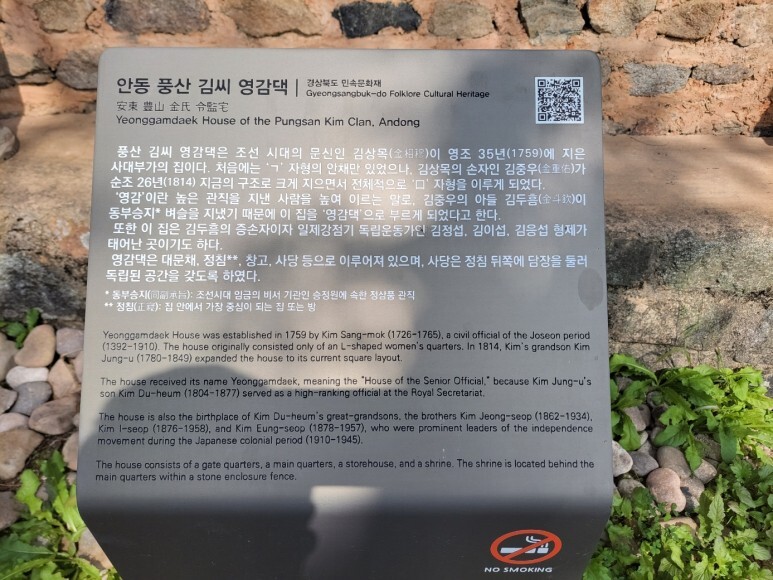 안동 풍산 김씨 영감댁
경상북도 민속문화재
Gyeongsangbuk-do Folklore Cultural Heritage
安東 豊山 金氏 令監宅
Yeonggamdaek House of the Pungsan Kim Clan, Andong
풍산 김씨 영감댁은 조선 시대의 문신인 김상목(金相穆)이 영조 35년(1759)에 지은
사대부가의 집이다. 처음에는 'ㄱ' 자형의 안채만 있었으나, 김상목의 손자인 김중우(金重佑)가
순조 26년(1814) 지금의 구조로 크게 지으면서 전체적으로 '口' 자형을 이루게 되었다.
'영감'이란 높은 관직을 지낸 사람을 높여 이르는 말로, 김중우의 아들 김두흠(金斗欽)이
동부승지* 벼슬을 지냈기 때문에 이 집을 '영감댁'으로 부르게 되었다고 한다.
또한 이 집은 김두흠의 증손자이자 일제강점기 독립운동가인 김정섭, 김이섭, 김응섭 형제가
태어난 곳이기도 하다.
영감댁은 대문채, 정침**, 창고, 사당 등으로 이루어져 있으며, 사당은 정침 뒤쪽에 담장을 둘러
독립된 공간을 갖도록 하였다.
* 동부승지(同副承旨): 조선시대 임금의 비서 기관인 승정원에 속한 정삼품 관직
** 정침(正寢): 집 안에서 가장 중심이 되는 집 또는 방
Yeonggamdaek House was established in 1759 by Kim Sang-mok (1726-1765), a civil official of the Joseon period
(1392-1910). The house originally consisted only of an L-shaped women's quarters. In 1814, Kim's grandson Kim
Jung-u (1780-1849) expanded the house to its current square layout.
The house received its name Yeonggamdaek, meaning the "House of the Senior Official," because Kim Jung-u's
son Kim Du-heum (1804-1877) served as a high-ranking official at the Royal Secretariat.
The house is also the birthplace of Kim Du-heum's great-grandsons, the brothers Kim Jeong-seop (1862-1934),
Kim I-seop (1876-1958), and Kim Eung-seop (1878-1957), who were prominent leaders of the independence
movement during the Japanese colonial period (1910-1945).
The house consists of a gate quarters, a main quarters, a storehouse, and a shrine. The shrine is located behind the
main quarters within a stone enclosure fence.
NO SMOKING